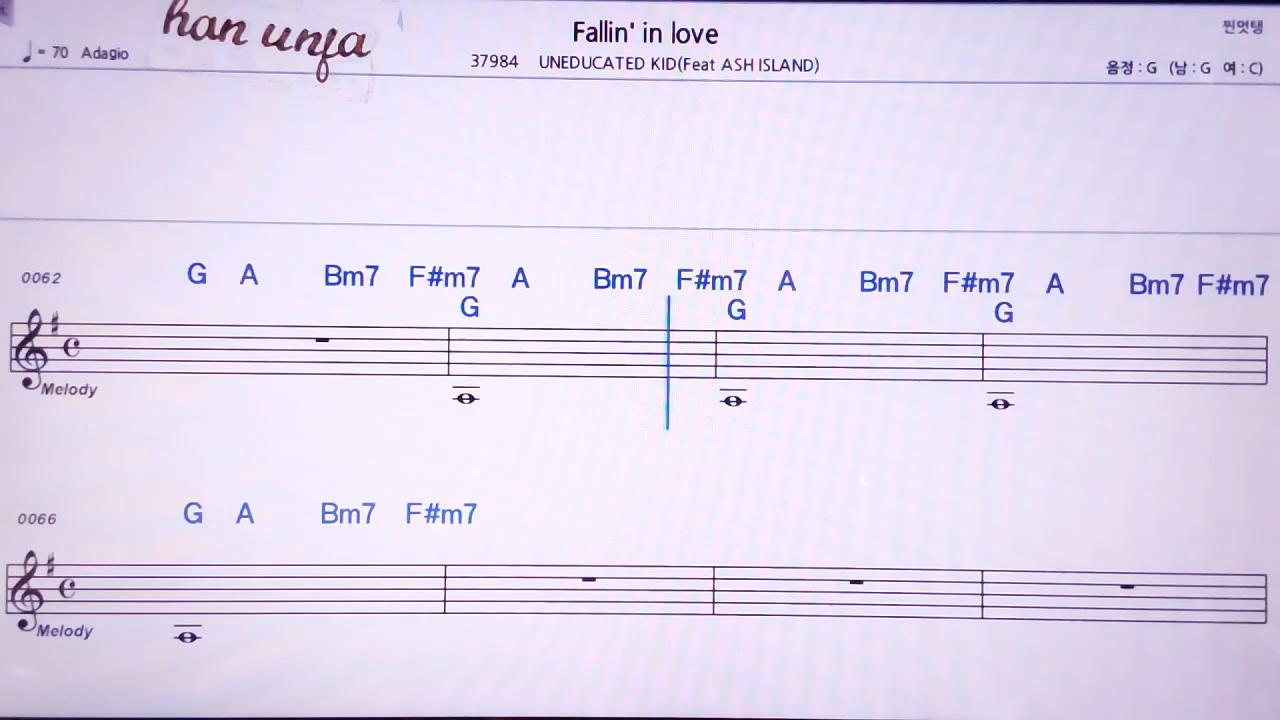 han unfa
Fallin' in love
찐멋탱
♩ = 70 Adagio
37984 UNEDUCATED KID(Feat ASH ISLAND)
음정 : G (남 : G 여 : C)
0062 G A Bm7 F#m7 A Bm7 F#m7 A Bm7 F#m7 A Bm7 F#m7
G G G
Melody
0066 G A Bm7 F#m7
Melody